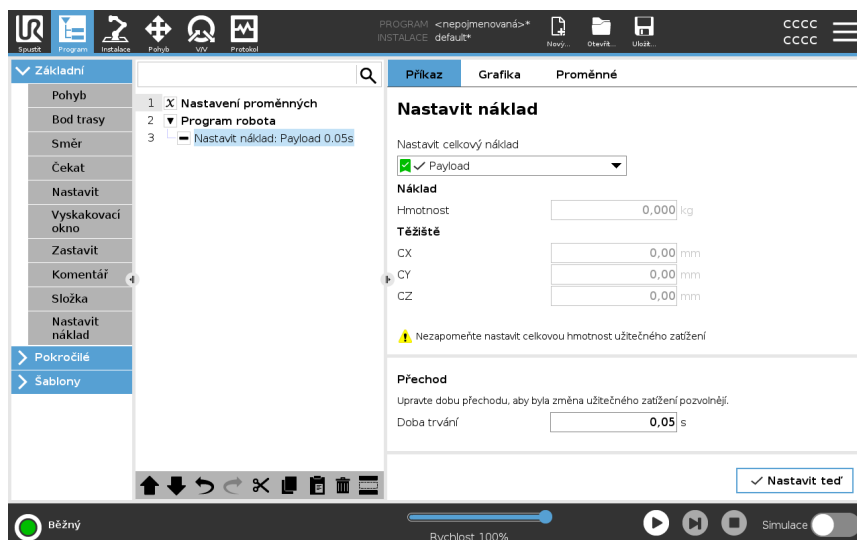 UR
Spustit
Program
Instalace
Pohyb
V/V
Protokol
PROGRAM <nepojmenovaná>*
INSTALACE default*
Nový...
Otevřít...
Uložit...
CCCC
CCCC
Základní
Pohyb
Bod trasy
Směr
Čekat
Nastavit
Vyskakovací
okno
Zastavit
Komentář
Složka
Nastavit
náklad
Pokročilé
Šablony
1 X Nastavení proměnných
2 Program robota
3 Nastavit náklad: Payload 0.05s
Příkaz Grafika Proměnné
Nastavit náklad
Nastavit celkový náklad
Payload
Náklad
Hmotnost 0,000 kg
Těžiště
CX 0,00 mm
CY 0,00 mm
CZ 0,00 mm
Nezapomeňte nastavit celkovou hmotnost užitečného zatížení
Přechod
Upravte dobu přechodu, aby byla změna užitečného zatížení pozvolnější.
Doba trvání 0,05 s
Nastavit teď
Běžný
Rychlost 100%
Simulace